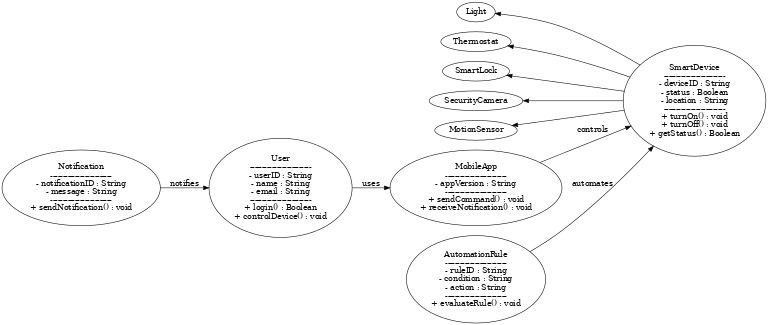 Light
Thermostat
SmartLock
SecurityCamera
MotionSensor
SmartDevice
---------------
- deviceID : String
- status : Boolean
- location : String
---------------
+ turnOn() : void
+ turnOff() : void
+ getStatus() : Boolean
controls
Notification
---------------
- notificationID : String
- message : String
---------------
+ sendNotification() : void
notifies
User
---------------
- userID : String
- name : String
- email : String
---------------
+ login() : Boolean
+ controlDevice() : void
uses
MobileApp
---------------
- appVersion : String
---------------
+ sendCommand() : void
+ receiveNotification() : void
automates
AutomationRule
---------------
- ruleID : String
- condition : String
- action : String
---------------
+ evaluateRule() : void